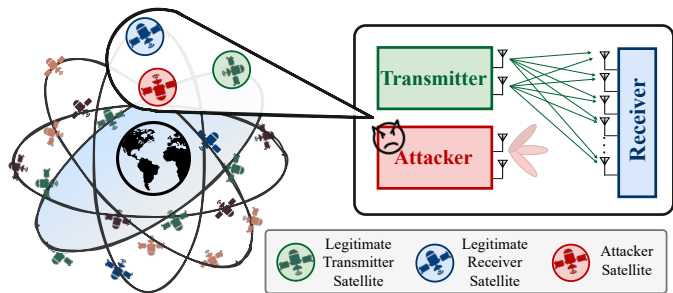 Transmitter
Attacker
Receiver
Legitimate
Transmitter
Satellite
Legitimate
Receiver
Satellite
Attacker
Satellite